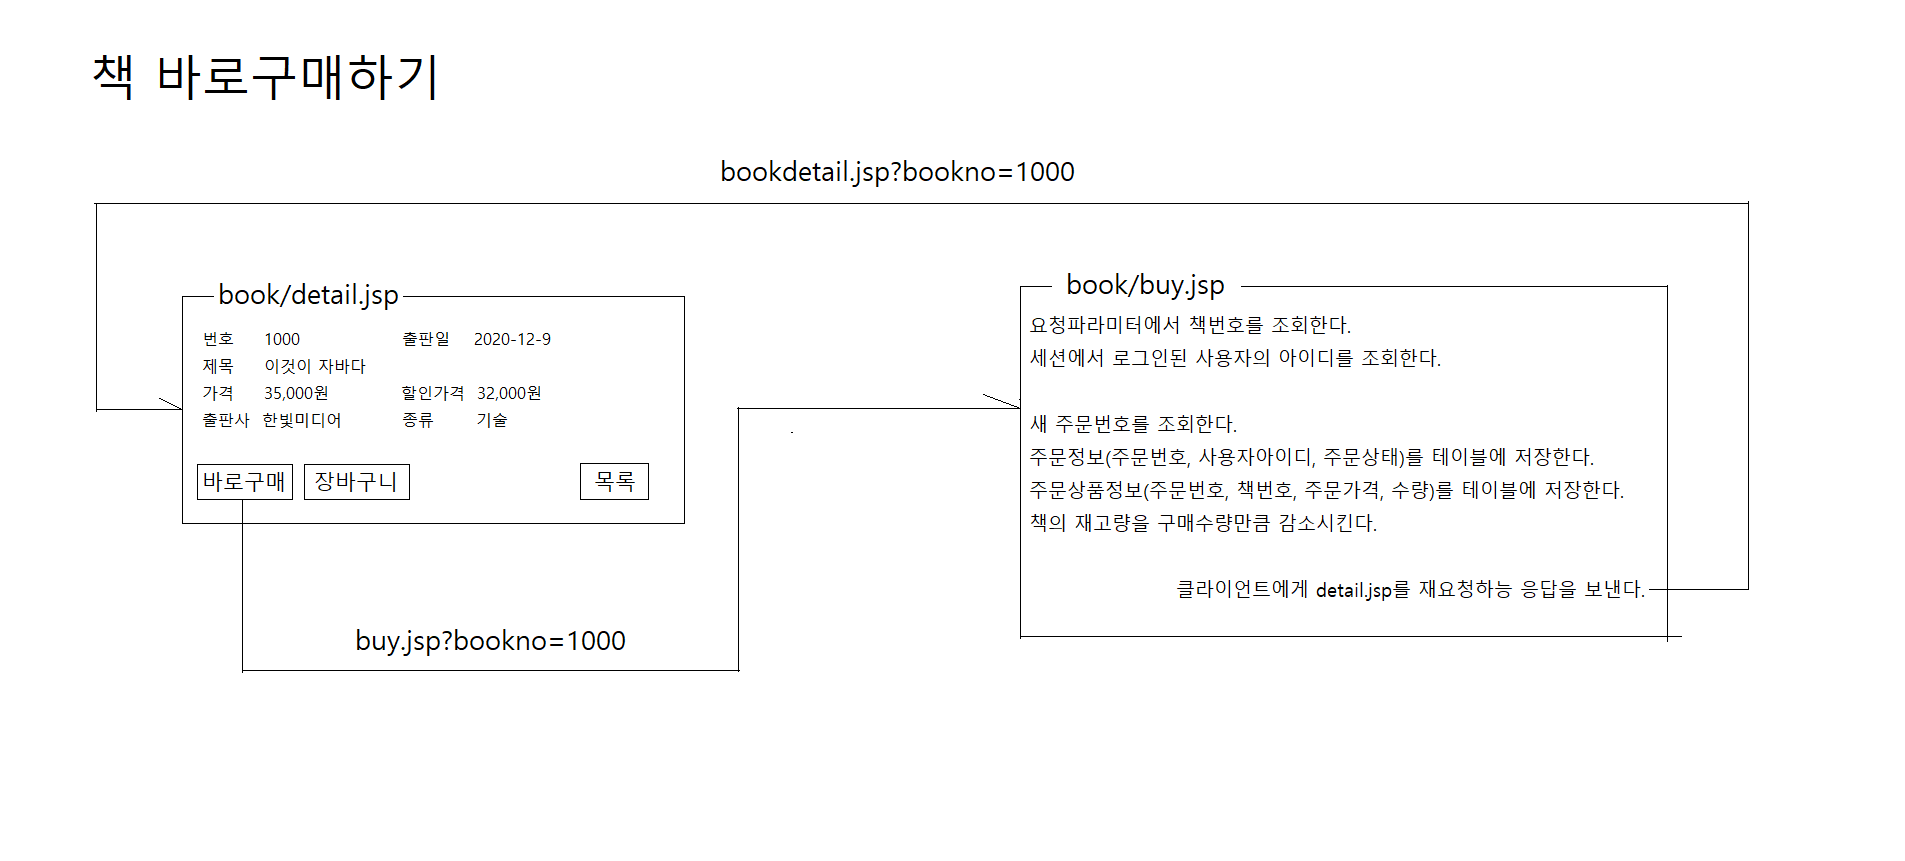 책 바로구매하기
bookdetail.jsp?bookno=1000
book/detail.jsp
번호 1000 출판일 2020-12-9
제목 이것이 자바다
가격 35,000원 할인가격 32,000원
출판사 한빛미디어 종류 기술
바로구매 장바구니 목록
buy.jsp?bookno=1000
book/buy.jsp
요청파라미터에서 책번호를 조회한다.
세션에서 로그인된 사용자의 아이디를 조회한다.
새 주문번호를 조회한다.
주문정보(주문번호, 사용자아이디, 주문상태)를 테이블에 저장한다.
주문상품정보(주문번호, 책번호, 주문가격, 수량)를 테이블에 저장한다.
책의 재고량을 구매수량만큼 감소시킨다.
클라이언트에게 detail.jsp를 재요청하능 응답을 보낸다.